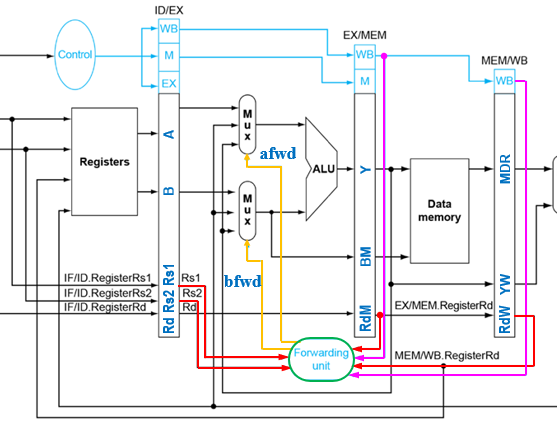 ID/EX
WB
EX/MEM
Control
M
WB
MEM/WB
EX
M
WB
Registers
A
B
Mux
Mux
afwd
bfwd
ALU
Y
BM
Data
memory
MDR
YW
IF/ID.RegisterRs1
Rs1
Rs1
IF/ID.RegisterRs2
Rs2
Rs2
IF/ID.RegisterRd
Rd
Rd
RdM
EX/MEM.RegisterRd
RdW
Forwarding
unit
MEM/WB.RegisterRd